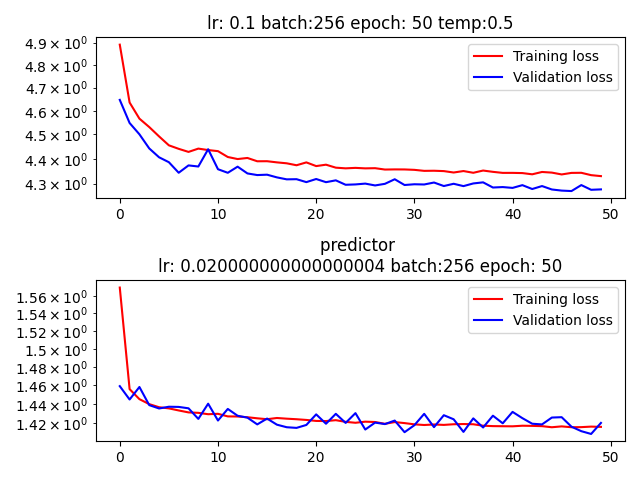 lr: 0.1 batch:256 epoch: 50 temp:0.5
4.9 × 10⁰
4.8 × 10⁰
4.7 × 10⁰
4.6 × 10⁰
4.5 × 10⁰
4.4 × 10⁰
4.3 × 10⁰
Training loss
Validation loss
0 10 20 30 40 50
predictor
lr: 0.020000000000000004 batch:256 epoch: 50
1.56 × 10⁰
1.54 × 10⁰
1.52 × 10⁰
1.5 × 10⁰
1.48 × 10⁰
1.46 × 10⁰
1.44 × 10⁰
1.42 × 10⁰
Training loss
Validation loss
0 10 20 30 40 50